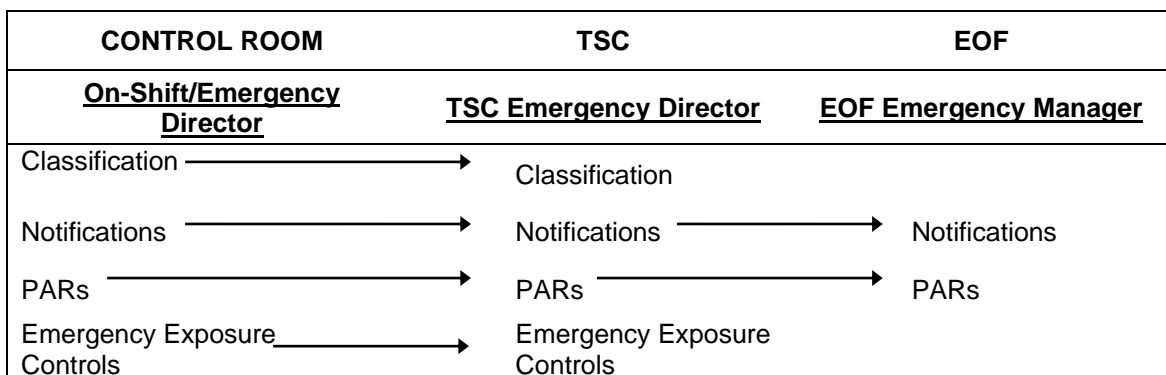 CONTROL ROOM TSC EOF
On-Shift/Emergency
Director
TSC Emergency Director EOF Emergency Manager
Classification Classification
Notifications Notifications Notifications
PARs PARs PARs
Emergency Exposure Emergency Exposure
Controls Controls